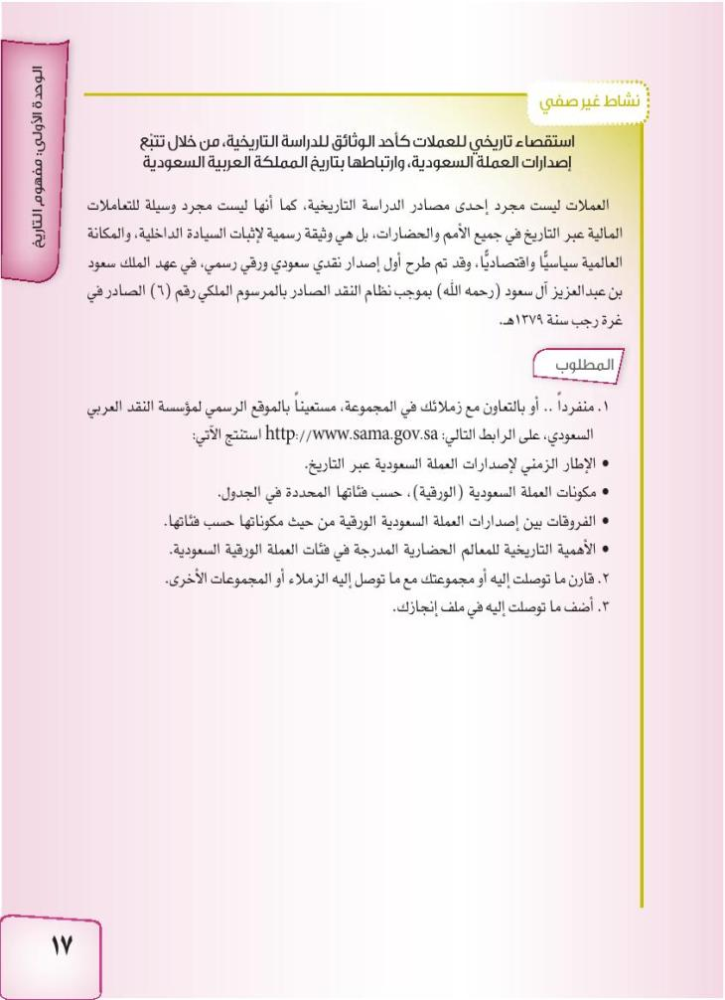 الوحدة الأولى: مفهوم التاريخ
نشاط غير صفي
استقصاء تاريخي للعملات كأحد الوثائق للدراسة التاريخية، من خلال تتبّع
إصدارات العملة السعودية، وارتباطها بتاريخ المملكة العربية السعودية
العملات ليست مجرد إحدى مصادر الدراسة التاريخية، كما أنها ليست مجرد وسيلة للتعاملات
المالية عبر التاريخ في جميع الأمم والحضارات، بل هي وثيقة رسمية لإثبات السيادة الداخلية، والمكانة
العالمية سياسيًّا واقتصاديًّا، وقد تم طرح أول إصدار نقدي سعودي ورقي رسمي، في عهد الملك سعود
بن عبدالعزيز آل سعود (رحمه الله) بموجب نظام النقد الصادر بالمرسوم الملكي رقم (٦) الصادر في
غرة رجب سنة ١٣٧٩هـ.
المطلوب
١. منفرداً .. أو بالتعاون مع زملائك في المجموعة، مستعيناً بالموقع الرسمي لمؤسسة النقد العربي
السعودي، على الرابط التالي: http://www.sama.gov.sa استنتج الآتي:
• الإطار الزمني لإصدارات العملة السعودية عبر التاريخ.
• مكونات العملة السعودية (الورقية)، حسب فئاتها المحددة في الجدول.
• الفروقات بين إصدارات العملة السعودية الورقية من حيث مكوناتها حسب فئاتها.
• الأهمية التاريخية للمعالم الحضارية المدرجة في فئات العملة الورقية السعودية.
٢. قارن ما توصلت إليه أو مجموعتك مع ما توصل إليه الزملاء أو المجموعات الأخرى.
٣. أضف ما توصلت إليه في ملف إنجازك.
١٧